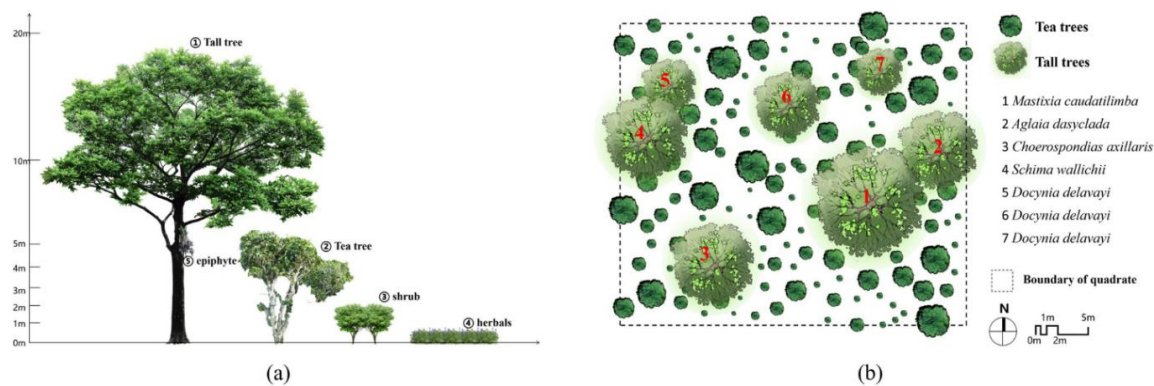 20m
① Tall tree
10m
5m
4m
3m
2m
1m
0m
⑤ epiphyte
② Tea tree
③ shrub
④ herbals
(a)
1
2
3
4
5
6
7
Tea trees
Tall trees
1 Mastixia caudatilimba
2 Aglaia dasyclada
3 Choerospondias axillaris
4 Schima wallichii
5 Docynia delavayi
6 Docynia delavayi
7 Docynia delavayi
Boundary of quadrate
N
1m 5m
0m 2m
(b)